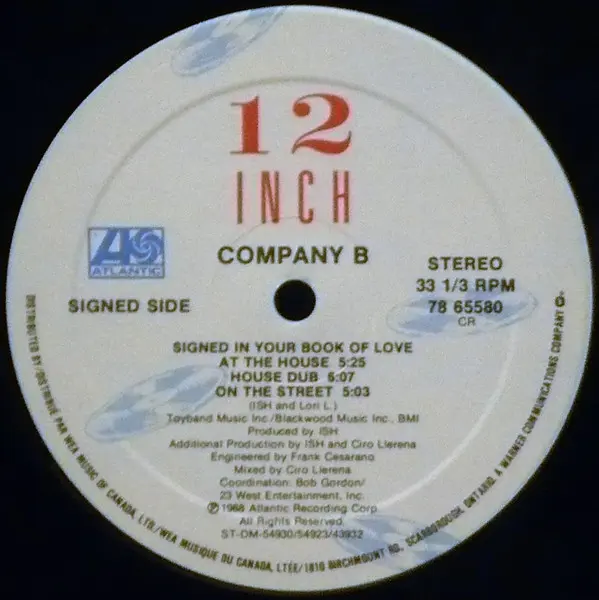 12
INCH
COMPANY B
ATLANTIC
STEREO
33 1/3 RPM
78 65580
CR
SIGNED SIDE
SIGNED IN YOUR BOOK OF LOVE
AT THE HOUSE 5:25
HOUSE DUB 6:07
ON THE STREET 5:03
(ISH and Lori L.)
Toyband Music Inc./Blackwood Music Inc., BMI
Produced by ISH
Additional Production by ISH and Ciro Llerena
Engineered by Frank Cesarano
Mixed by Ciro Llerena
Coordination: Bob Gordon/
23 West Entertainment, Inc.
℗ 1988 Atlantic Recording Corp.
All Rights Reserved.
ST-DM-54930/54923/43932
DISTRIBUTED BY/DISTRIBUÉ PAR WEA MUSIC OF CANADA, LTD./WEA MUSIQUE DU CANADA, LTÉE/1810 BIRCHMOUNT RD., SCARBOROUGH, ONTARIO. A WARNER COMMUNICATIONS COMPANY